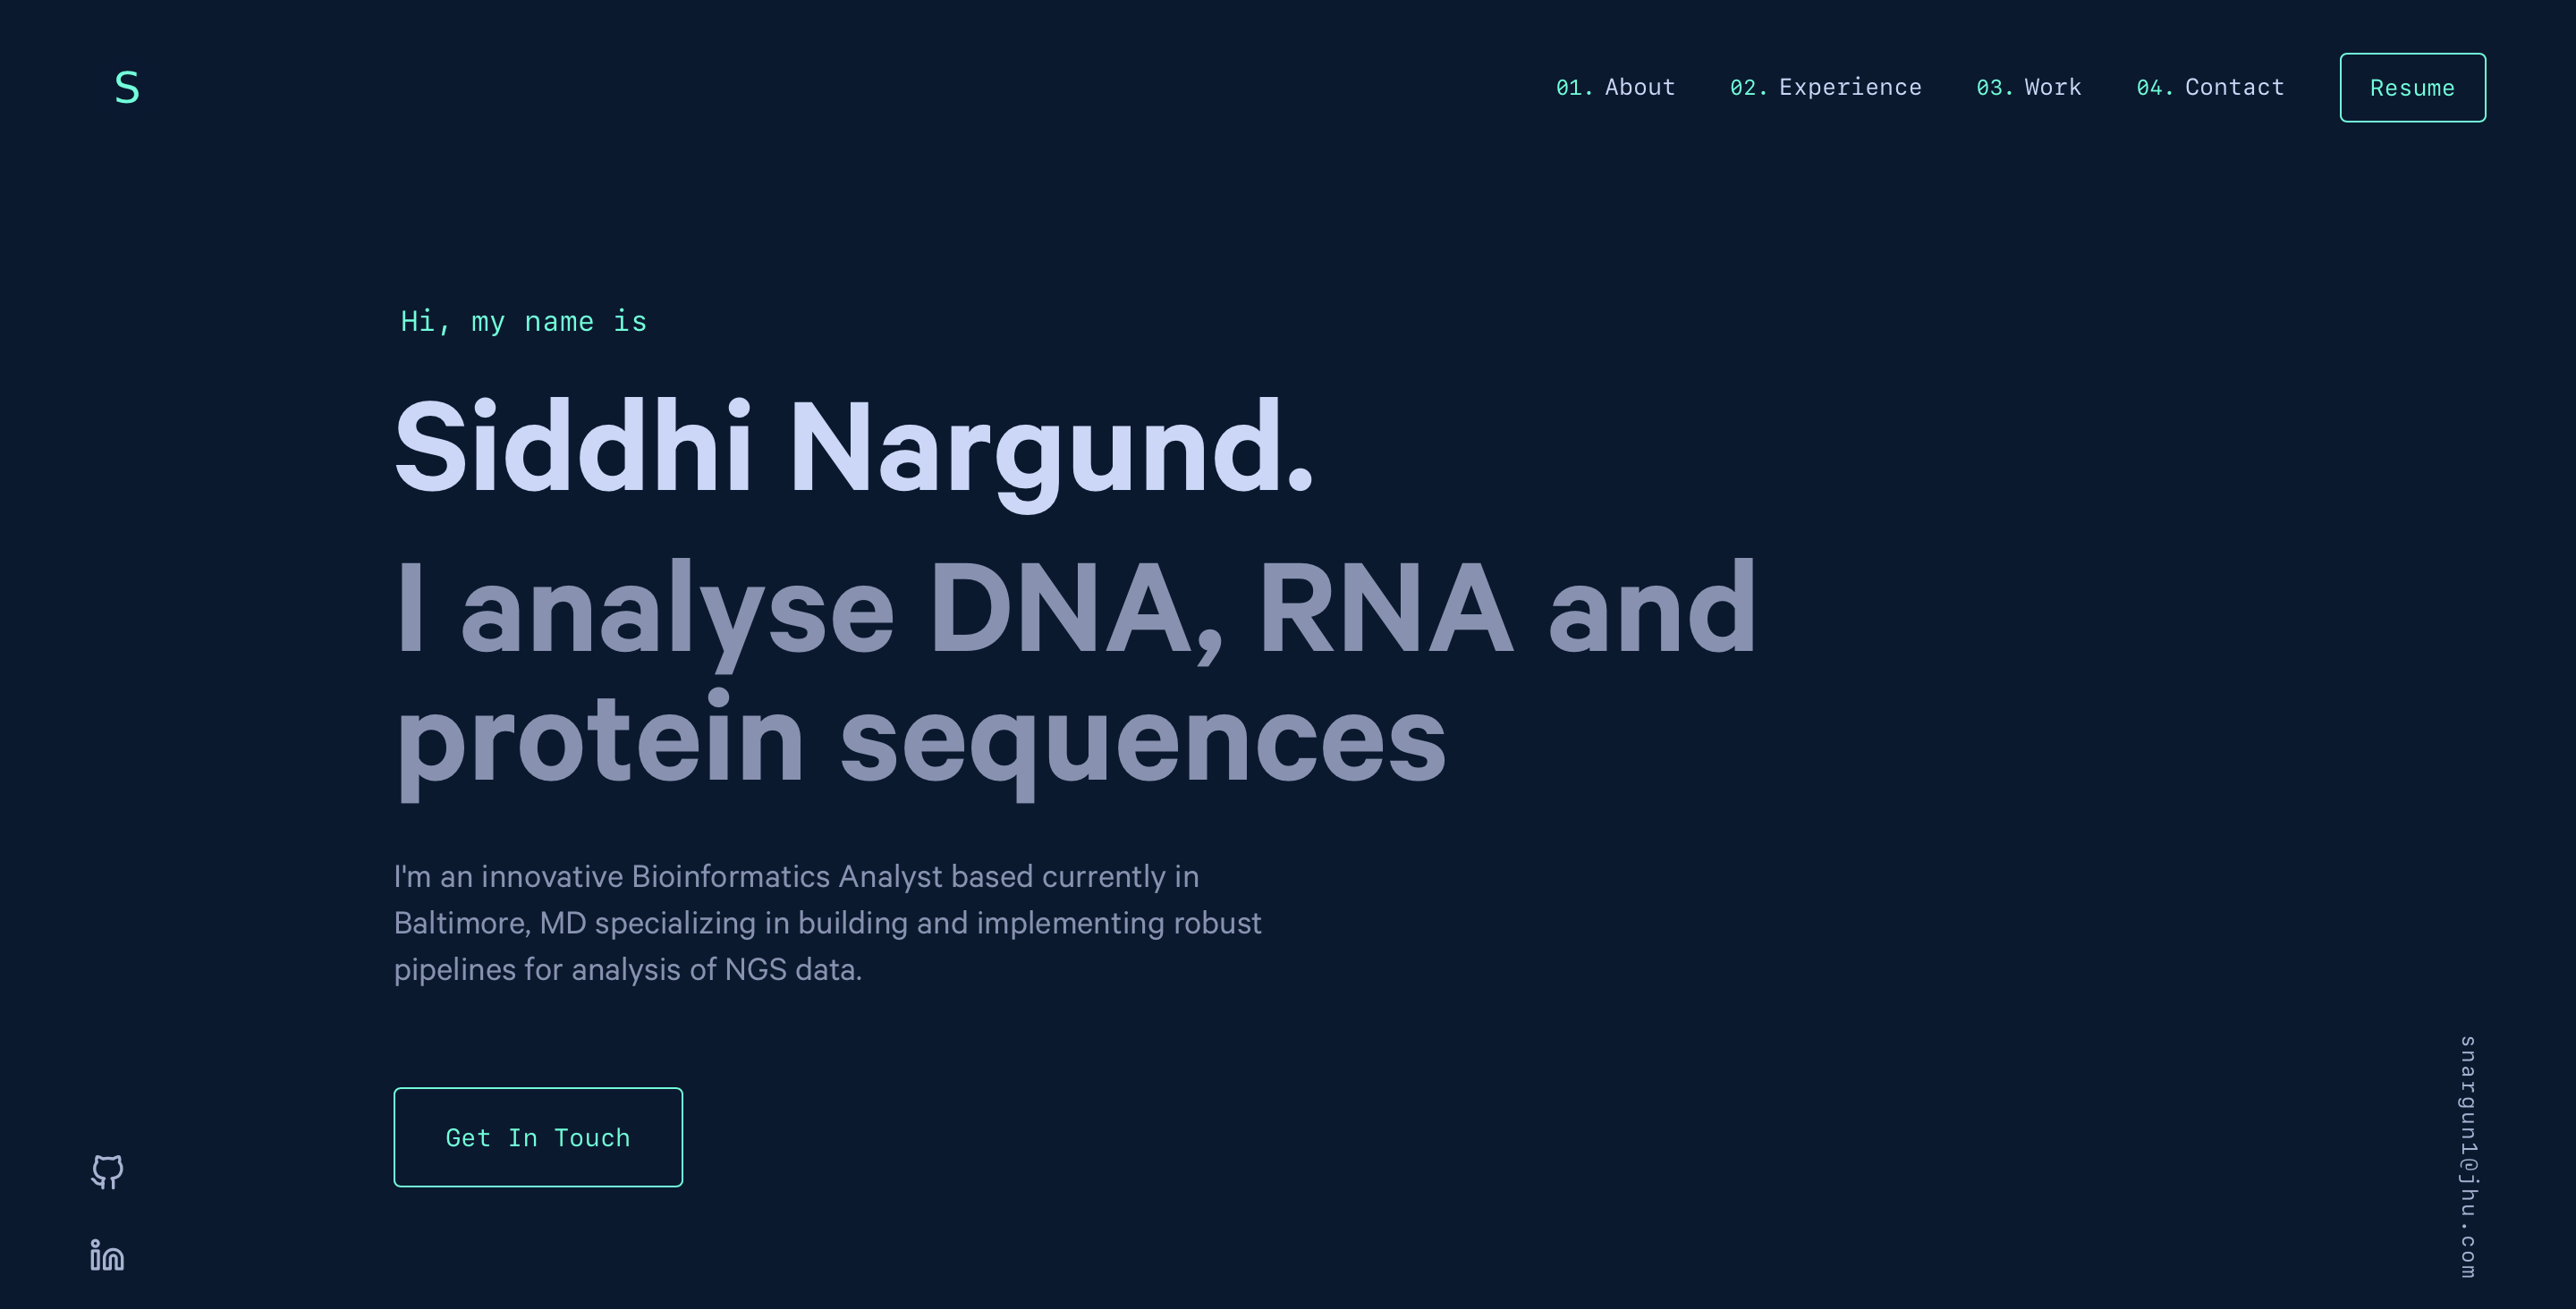 S
01. About 02. Experience 03. Work 04. Contact Resume
Hi, my name is
Siddhi Nargund.
I analyse DNA, RNA and
protein sequences
I'm an innovative Bioinformatics Analyst based currently in
Baltimore, MD specializing in building and implementing robust
pipelines for analysis of NGS data.
Get In Touch
snargun1@jhu.com
in